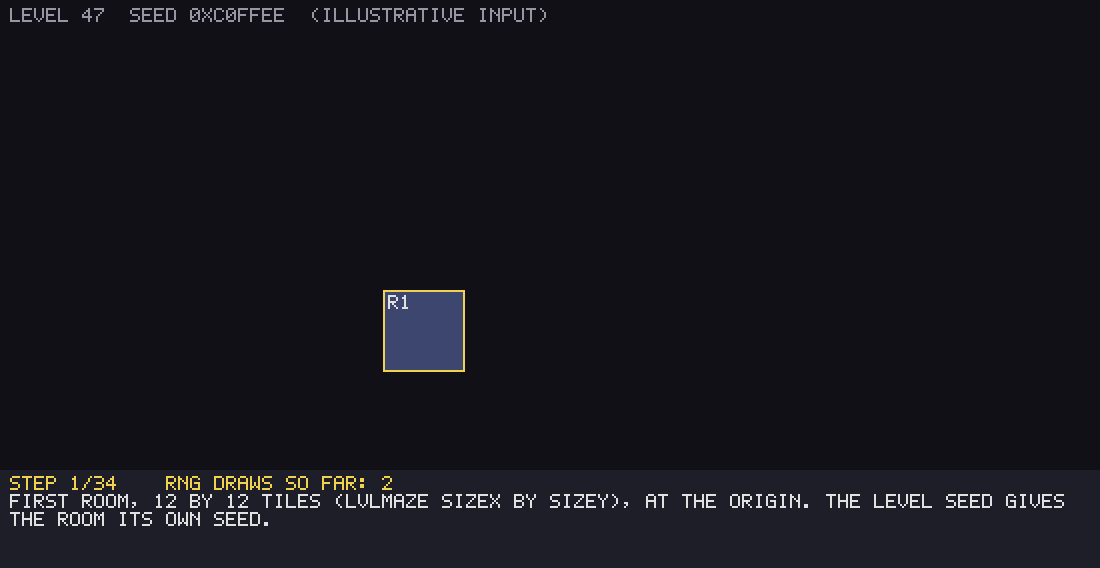 LEVEL 47  SEED 0XC0FFEE  (ILLUSTRATIVE INPUT)
R1
STEP 1/34    RNG DRAWS SO FAR: 2
FIRST ROOM, 12 BY 12 TILES (LVLMAZE SIZEX BY SIZEY), AT THE ORIGIN. THE LEVEL SEED GIVES
THE ROOM ITS OWN SEED.